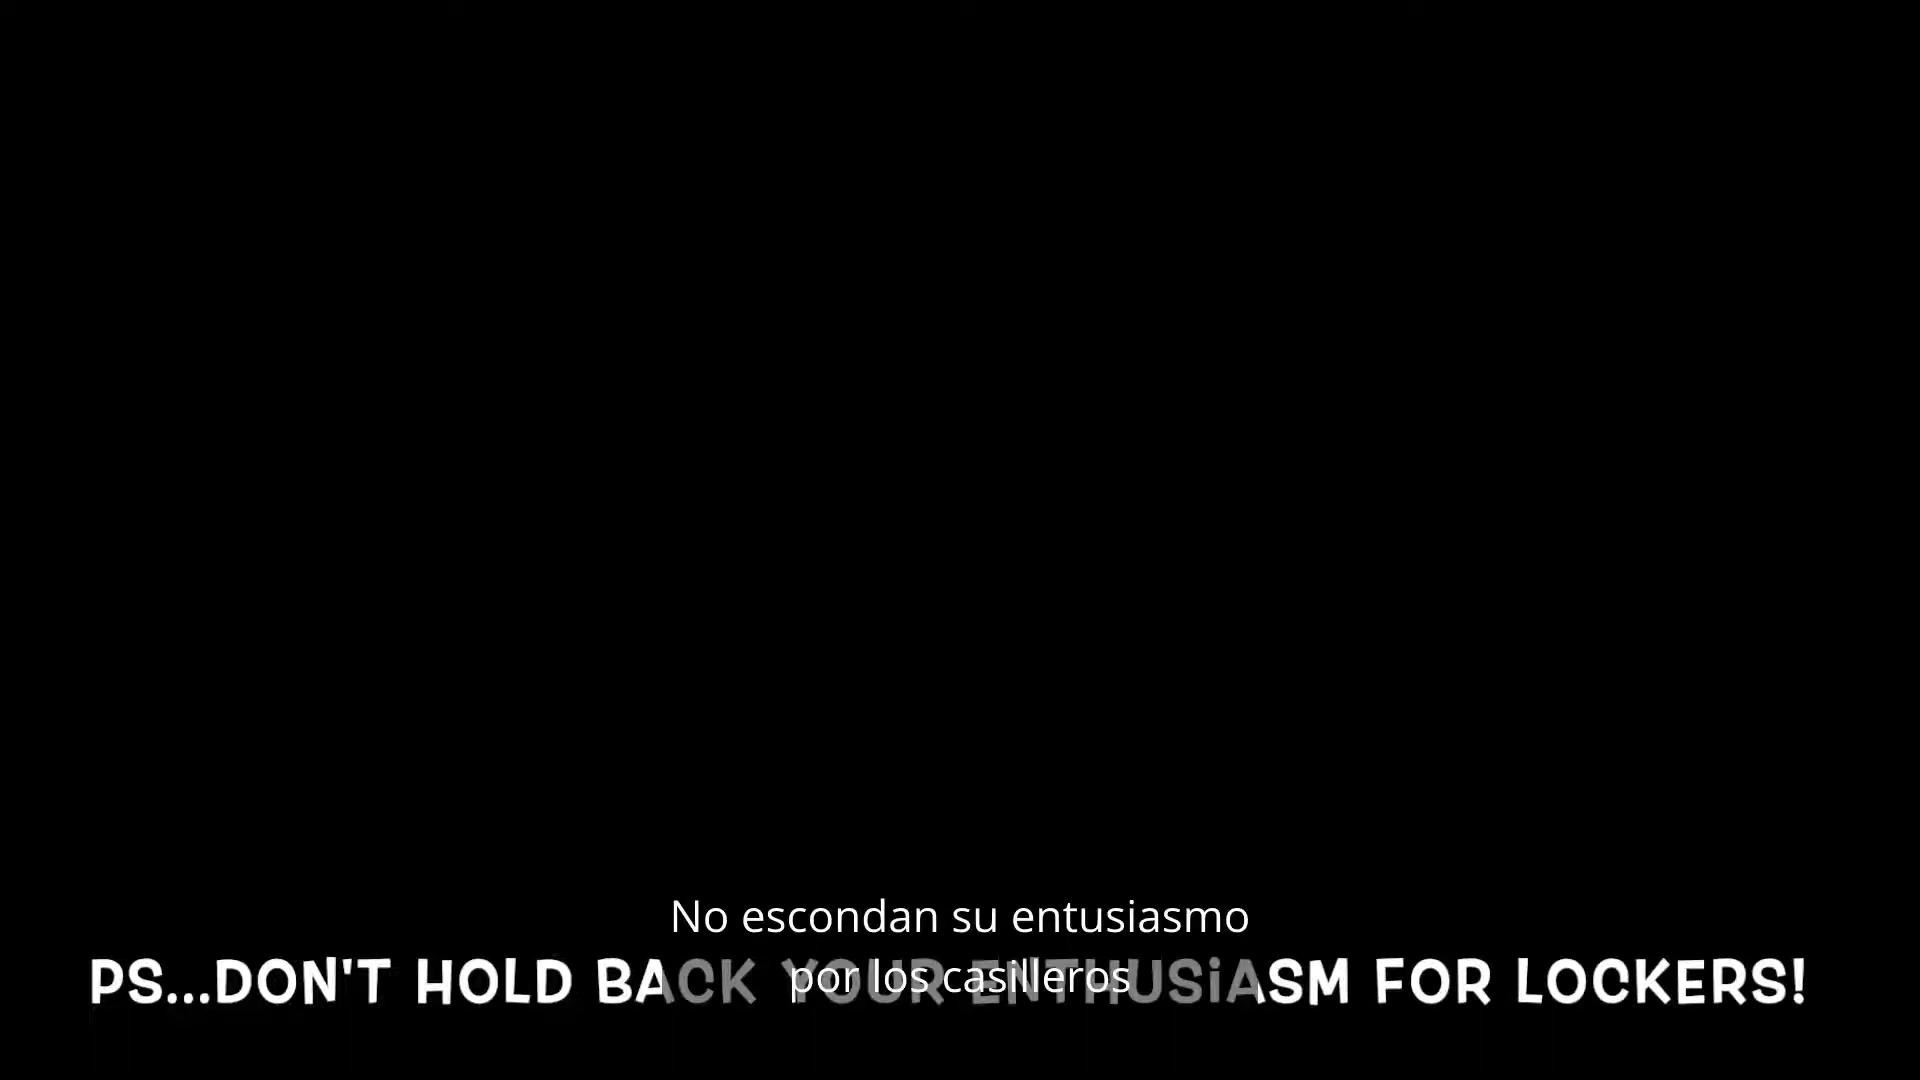 No escondan su entusiasmo
por los casilleros
PS...DON'T HOLD BACK YOUR ENTHUSiASM FOR LOCKERS!